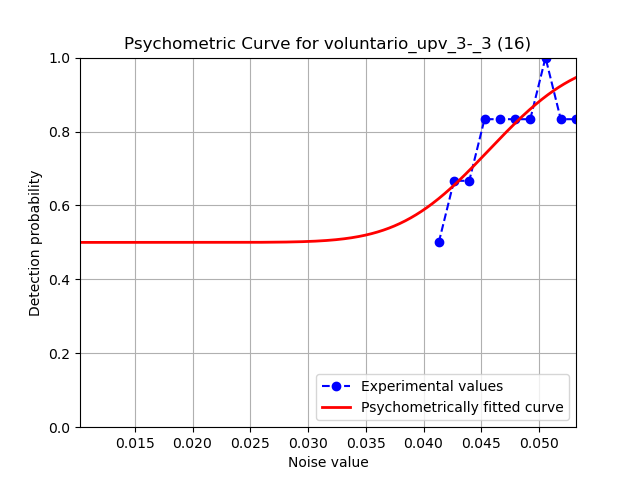 Psychometric Curve for voluntario_upv_3-_3 (16)
1.0
0.8
0.6
0.4
0.2
0.0
Detection probability
Experimental values
Psychometrically fitted curve
0.015 0.020 0.025 0.030 0.035 0.040 0.045 0.050
Noise value